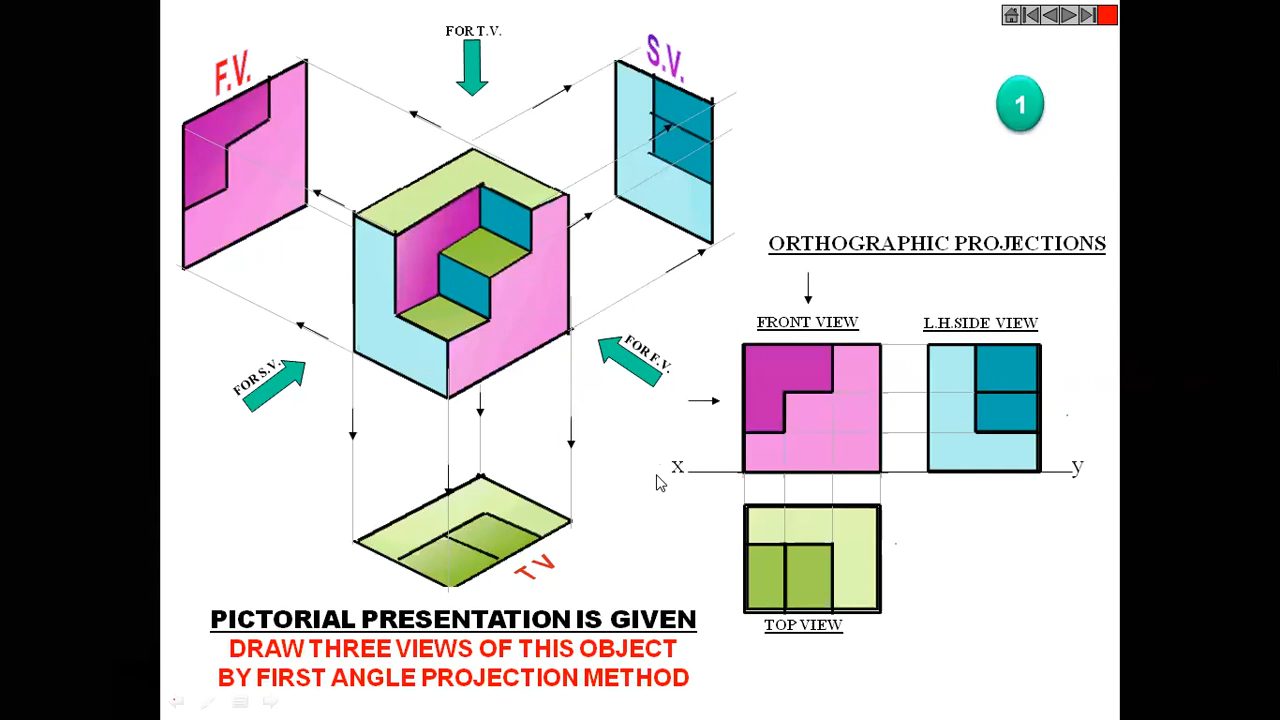 FOR T.V.
F.V.
S.V.
1
ORTHOGRAPHIC PROJECTIONS
FRONT VIEW
L.H.SIDE VIEW
FOR S.V.
FOR F.V.
x
y
T V
TOP VIEW
PICTORIAL PRESENTATION IS GIVEN
DRAW THREE VIEWS OF THIS OBJECT
BY FIRST ANGLE PROJECTION METHOD